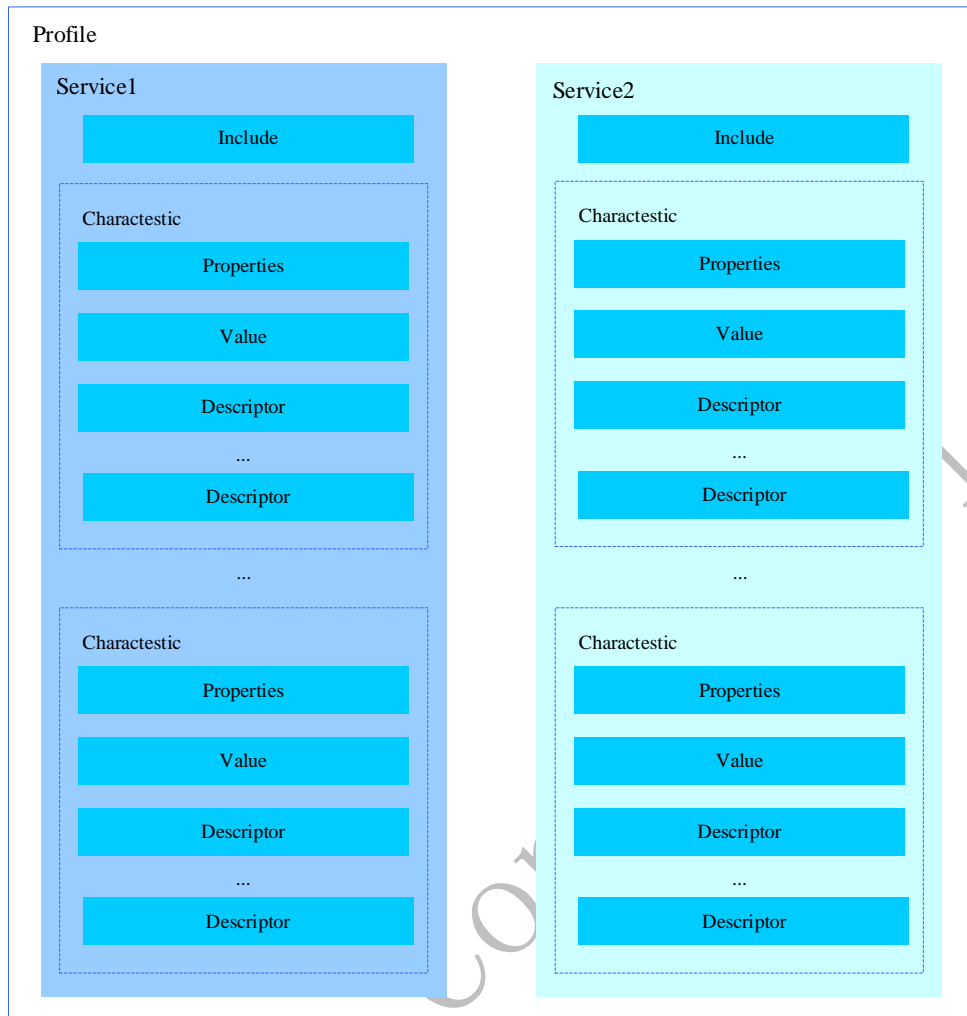 Profile
Service1
Include
Charactestic
Properties
Value
Descriptor
...
Descriptor
...
Charactestic
Properties
Value
Descriptor
...
Descriptor
Service2
Include
Charactestic
Properties
Value
Descriptor
...
Descriptor
...
Charactestic
Properties
Value
Descriptor
...
Descriptor